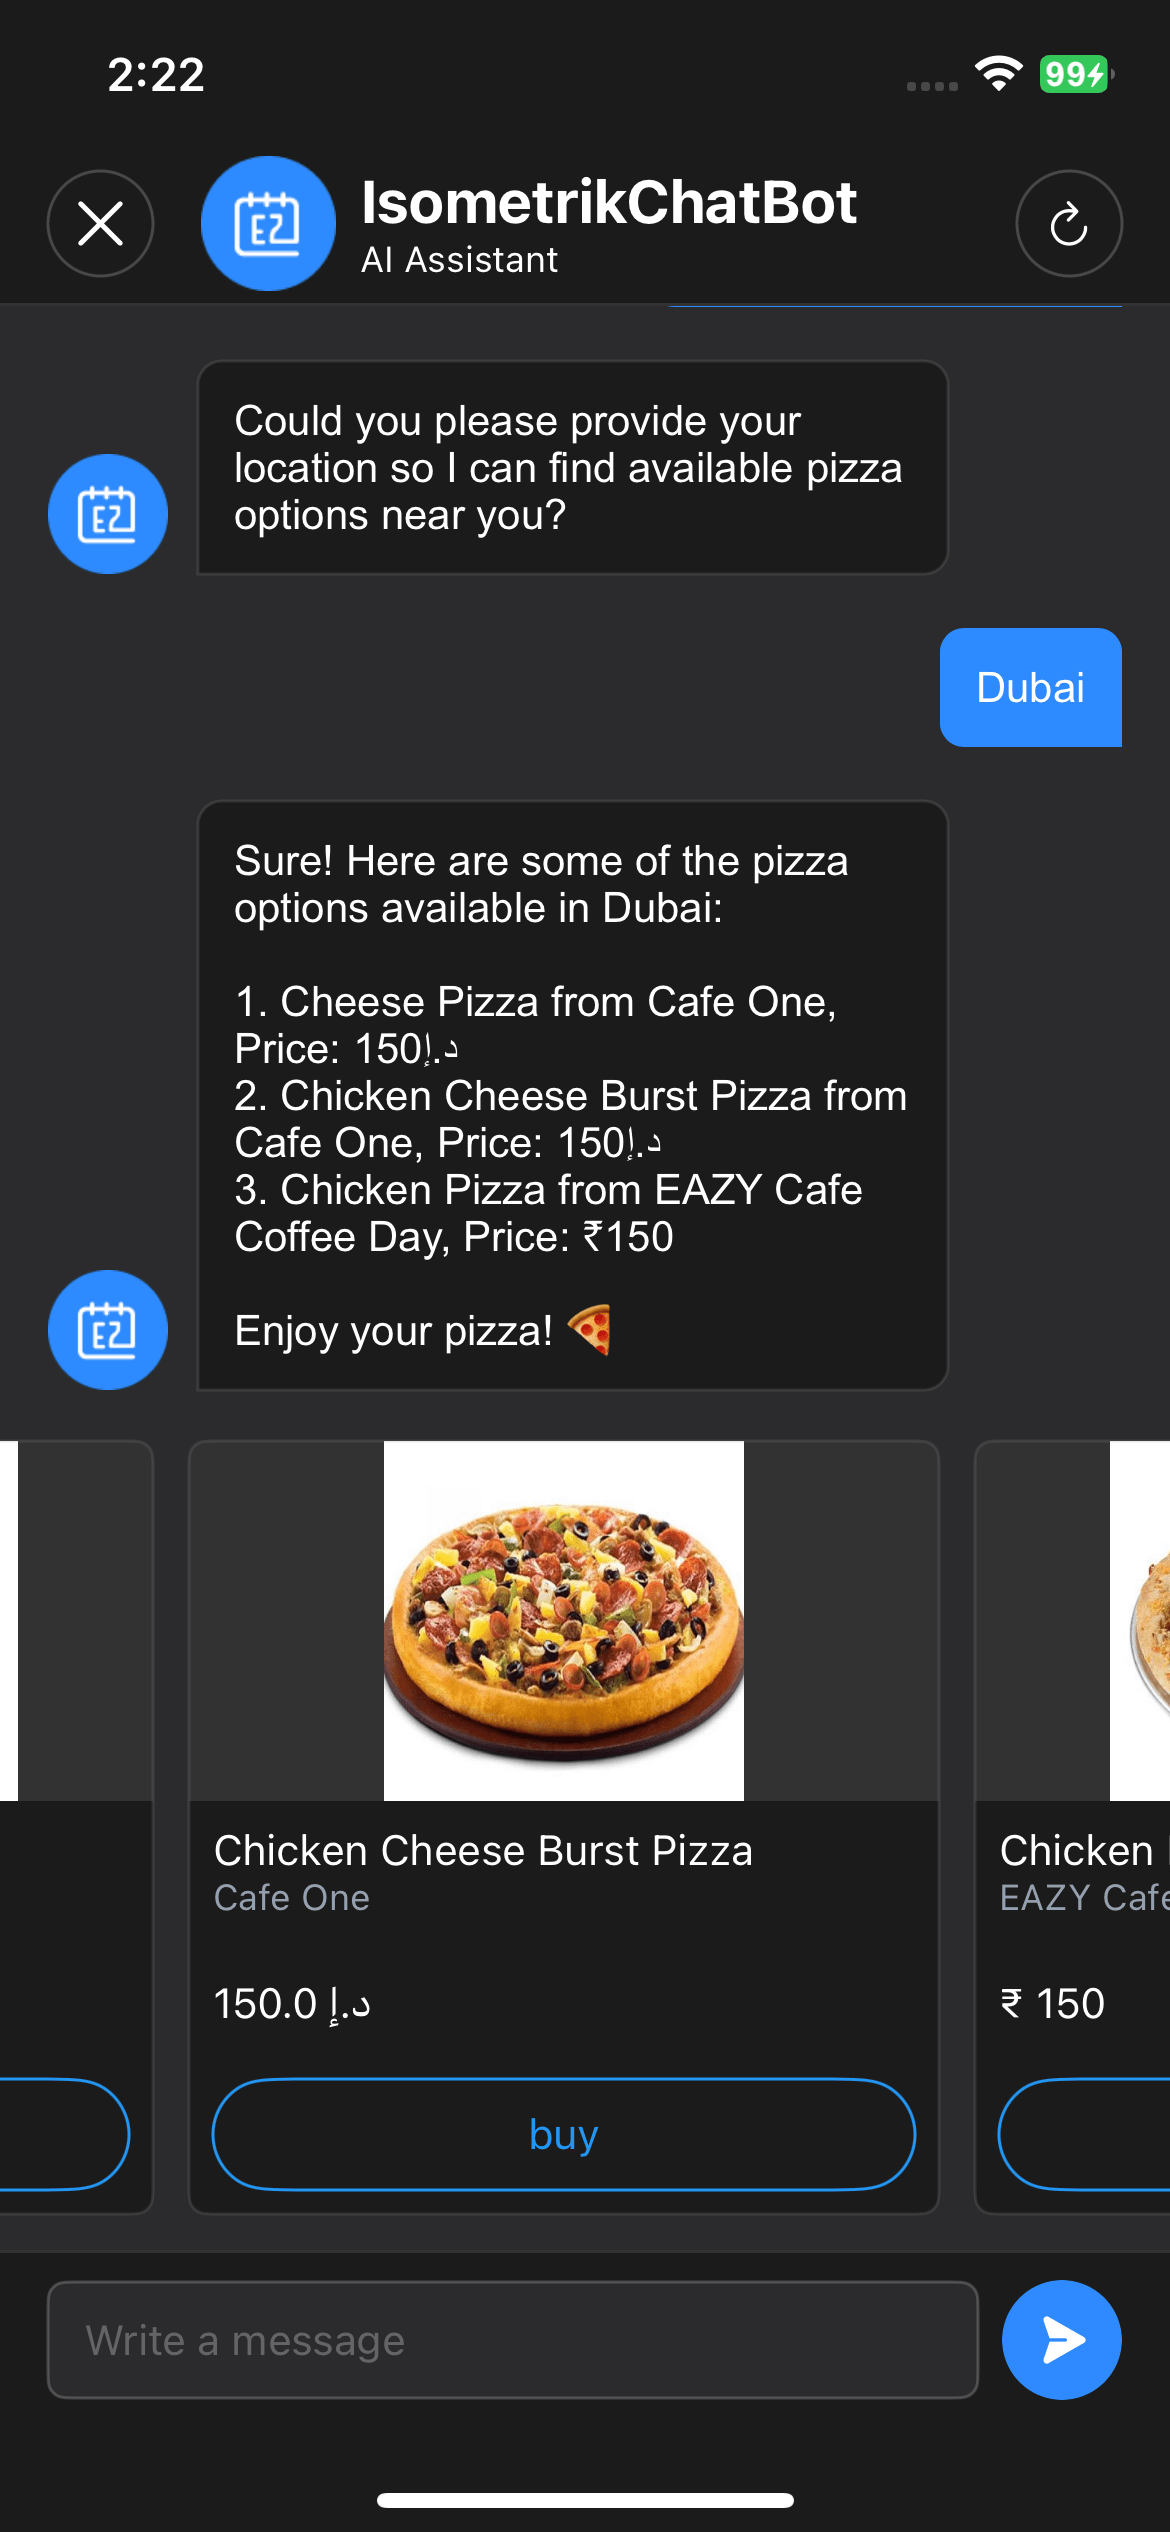 2:22
99
EZ
IsometrikChatBot
AI Assistant
Could you please provide your
location so I can find available pizza
options near you?
EZ
Dubai
Sure! Here are some of the pizza
options available in Dubai:
1. Cheese Pizza from Cafe One,
Price: 150د.إ
2. Chicken Cheese Burst Pizza from
Cafe One, Price: 150د.إ
3. Chicken Pizza from EAZY Cafe
Coffee Day, Price: ₹150
Enjoy your pizza! 🍕
EZ
Chicken Cheese Burst Pizza
Cafe One
150.0 د.إ
buy
Chicken
EAZY Cafe
₹ 150
Write a message